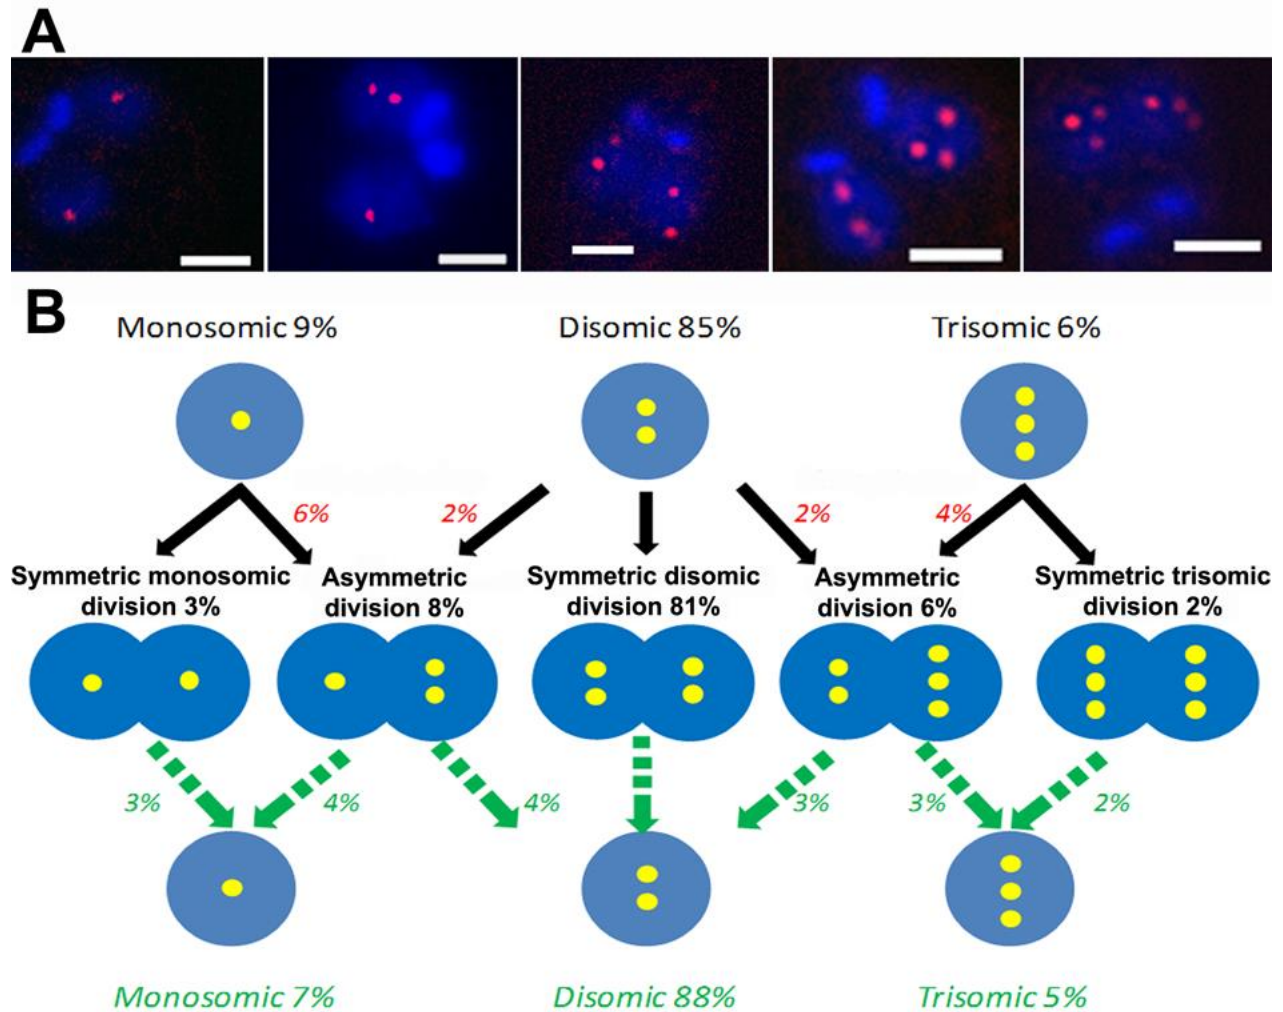 A
B
Monosomic 9%
Disomic 85%
Trisomic 6%
6%
2%
2%
4%
Symmetric monosomic
division 3%
Asymmetric
division 8%
Symmetric disomic
division 81%
Asymmetric
division 6%
Symmetric trisomic
division 2%
3%
4%
4%
3%
3%
2%
Monosomic 7%
Disomic 88%
Trisomic 5%